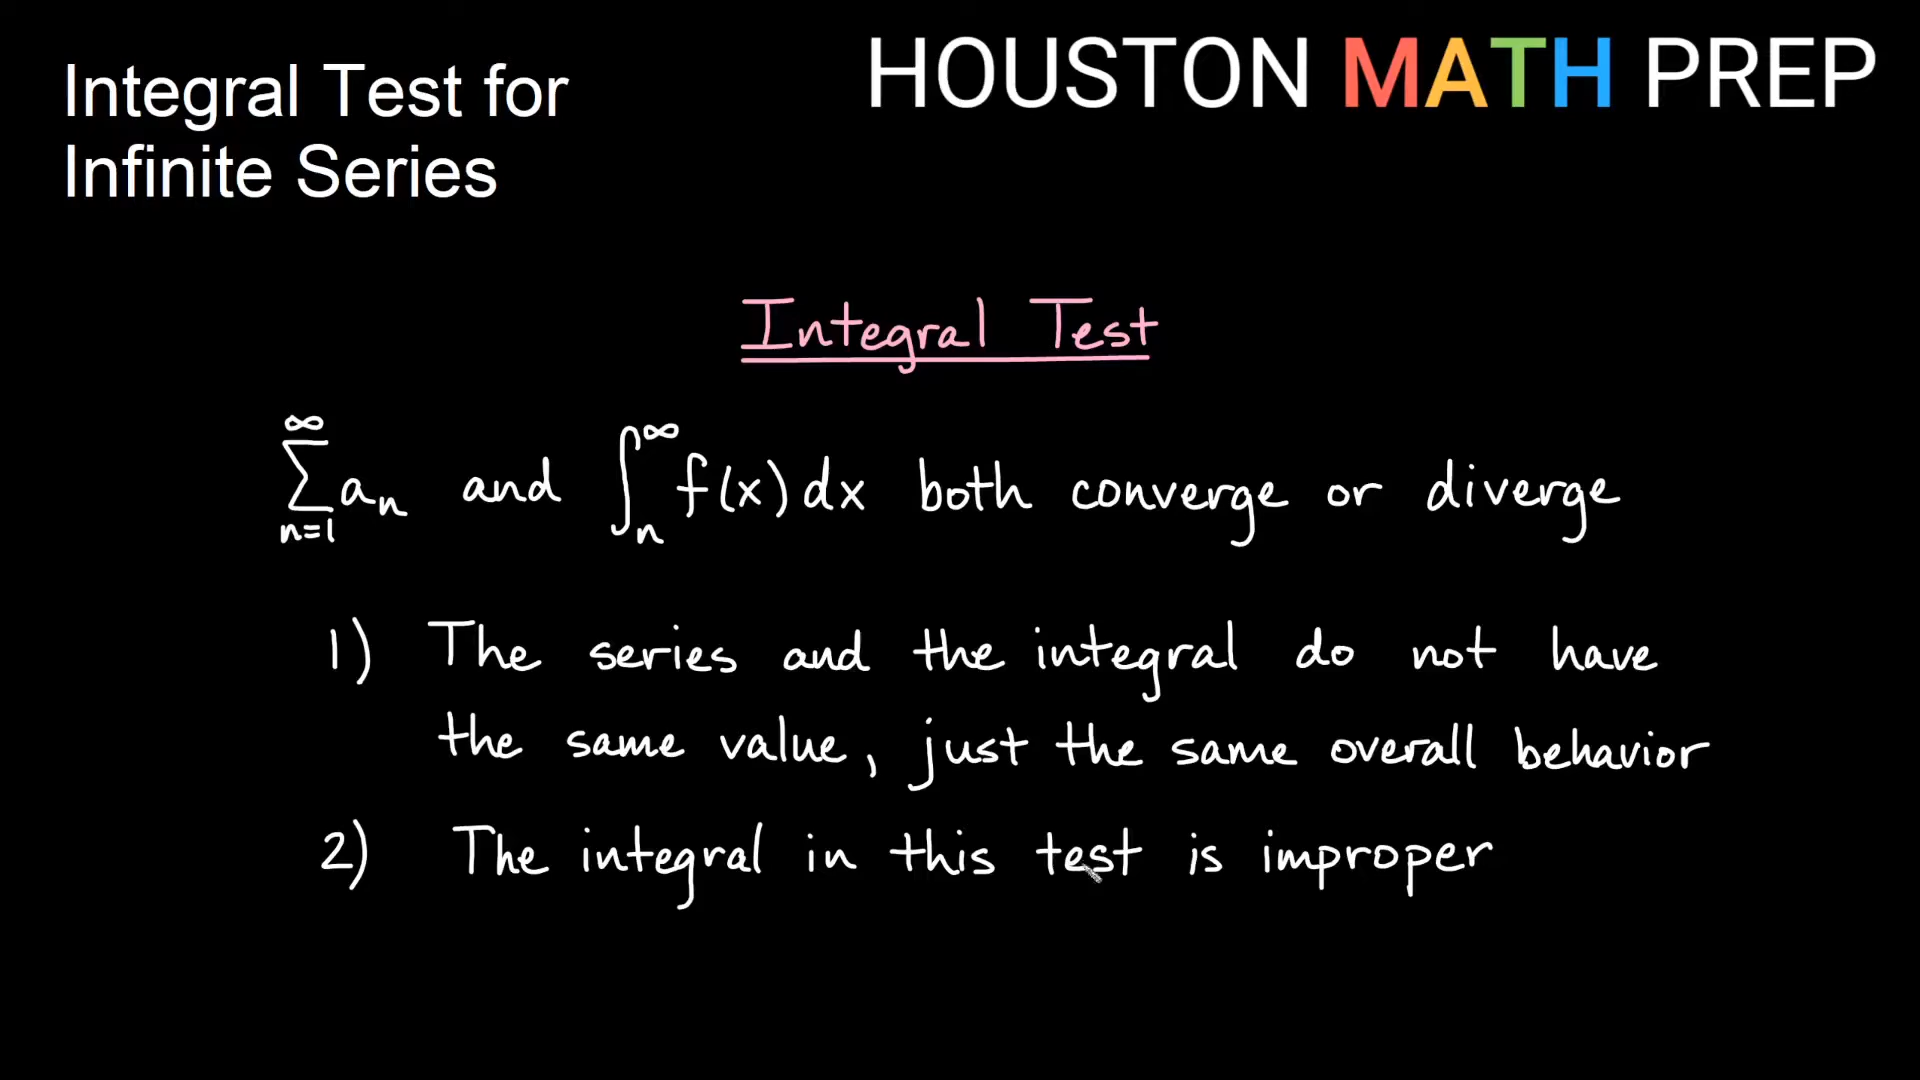 Integral Test for
Infinite Series
HOUSTON MATH PREP
Integral Test
∞
∑ aₙ and ∫ₙ^∞ f(x) dx both converge or diverge
n=1
1) The series and the integral do not have
the same value, just the same overall behavior
2) The integral in this test is improper